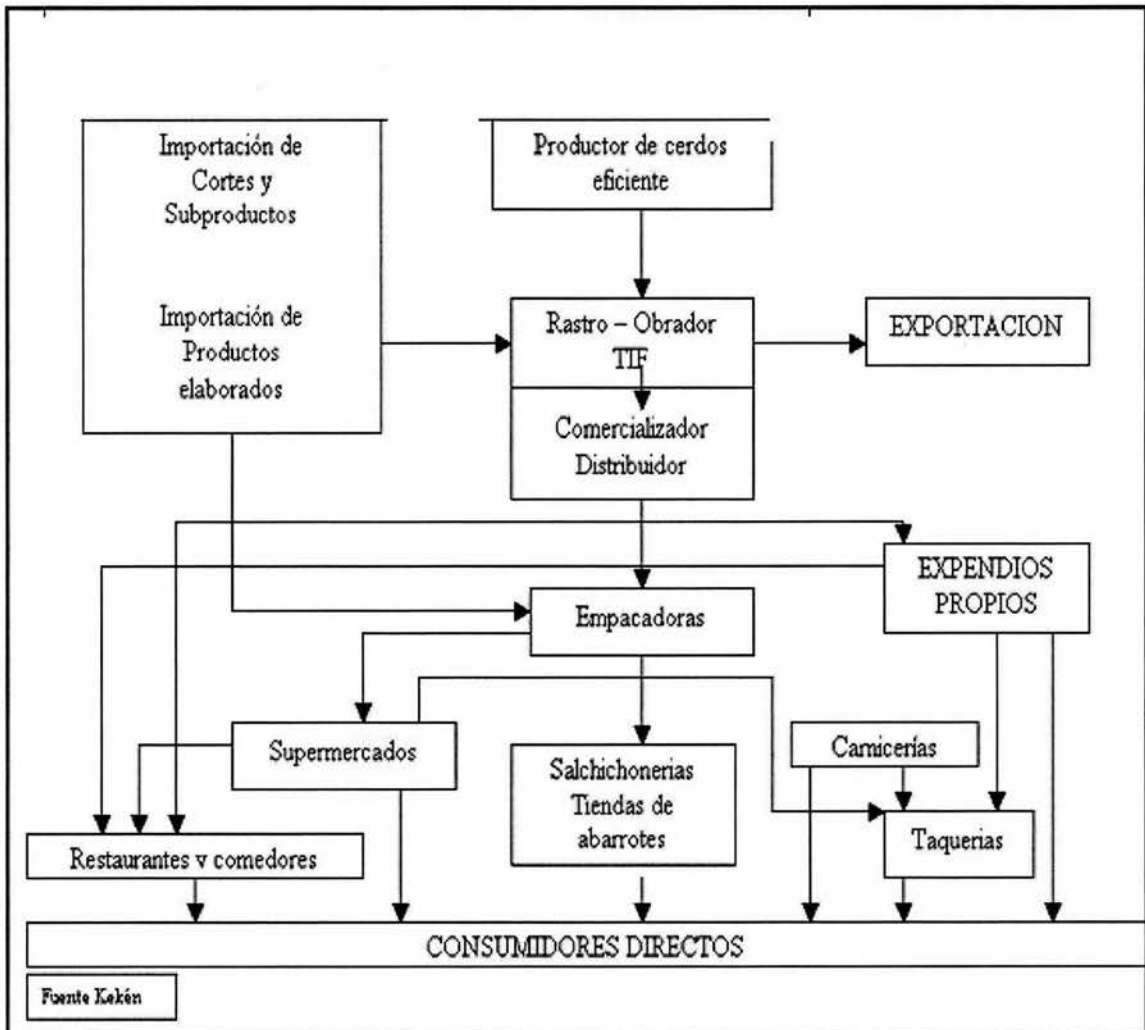 Importación de
Cortes y
Subproductos
Importación de
Productos
elaborados
Productor de cerdos
eficiente
Rastro – Obrador
TIF
Comercializador
Distribuidor
EXPORTACION
EXPENDIOS
PROPIOS
Empacadoras
Supermercados
Salchichonerias
Tiendas de
abarrotes
Carnicerías
Taquerias
Restaurantes y comedores
CONSUMIDORES DIRECTOS
Fuente Kekén